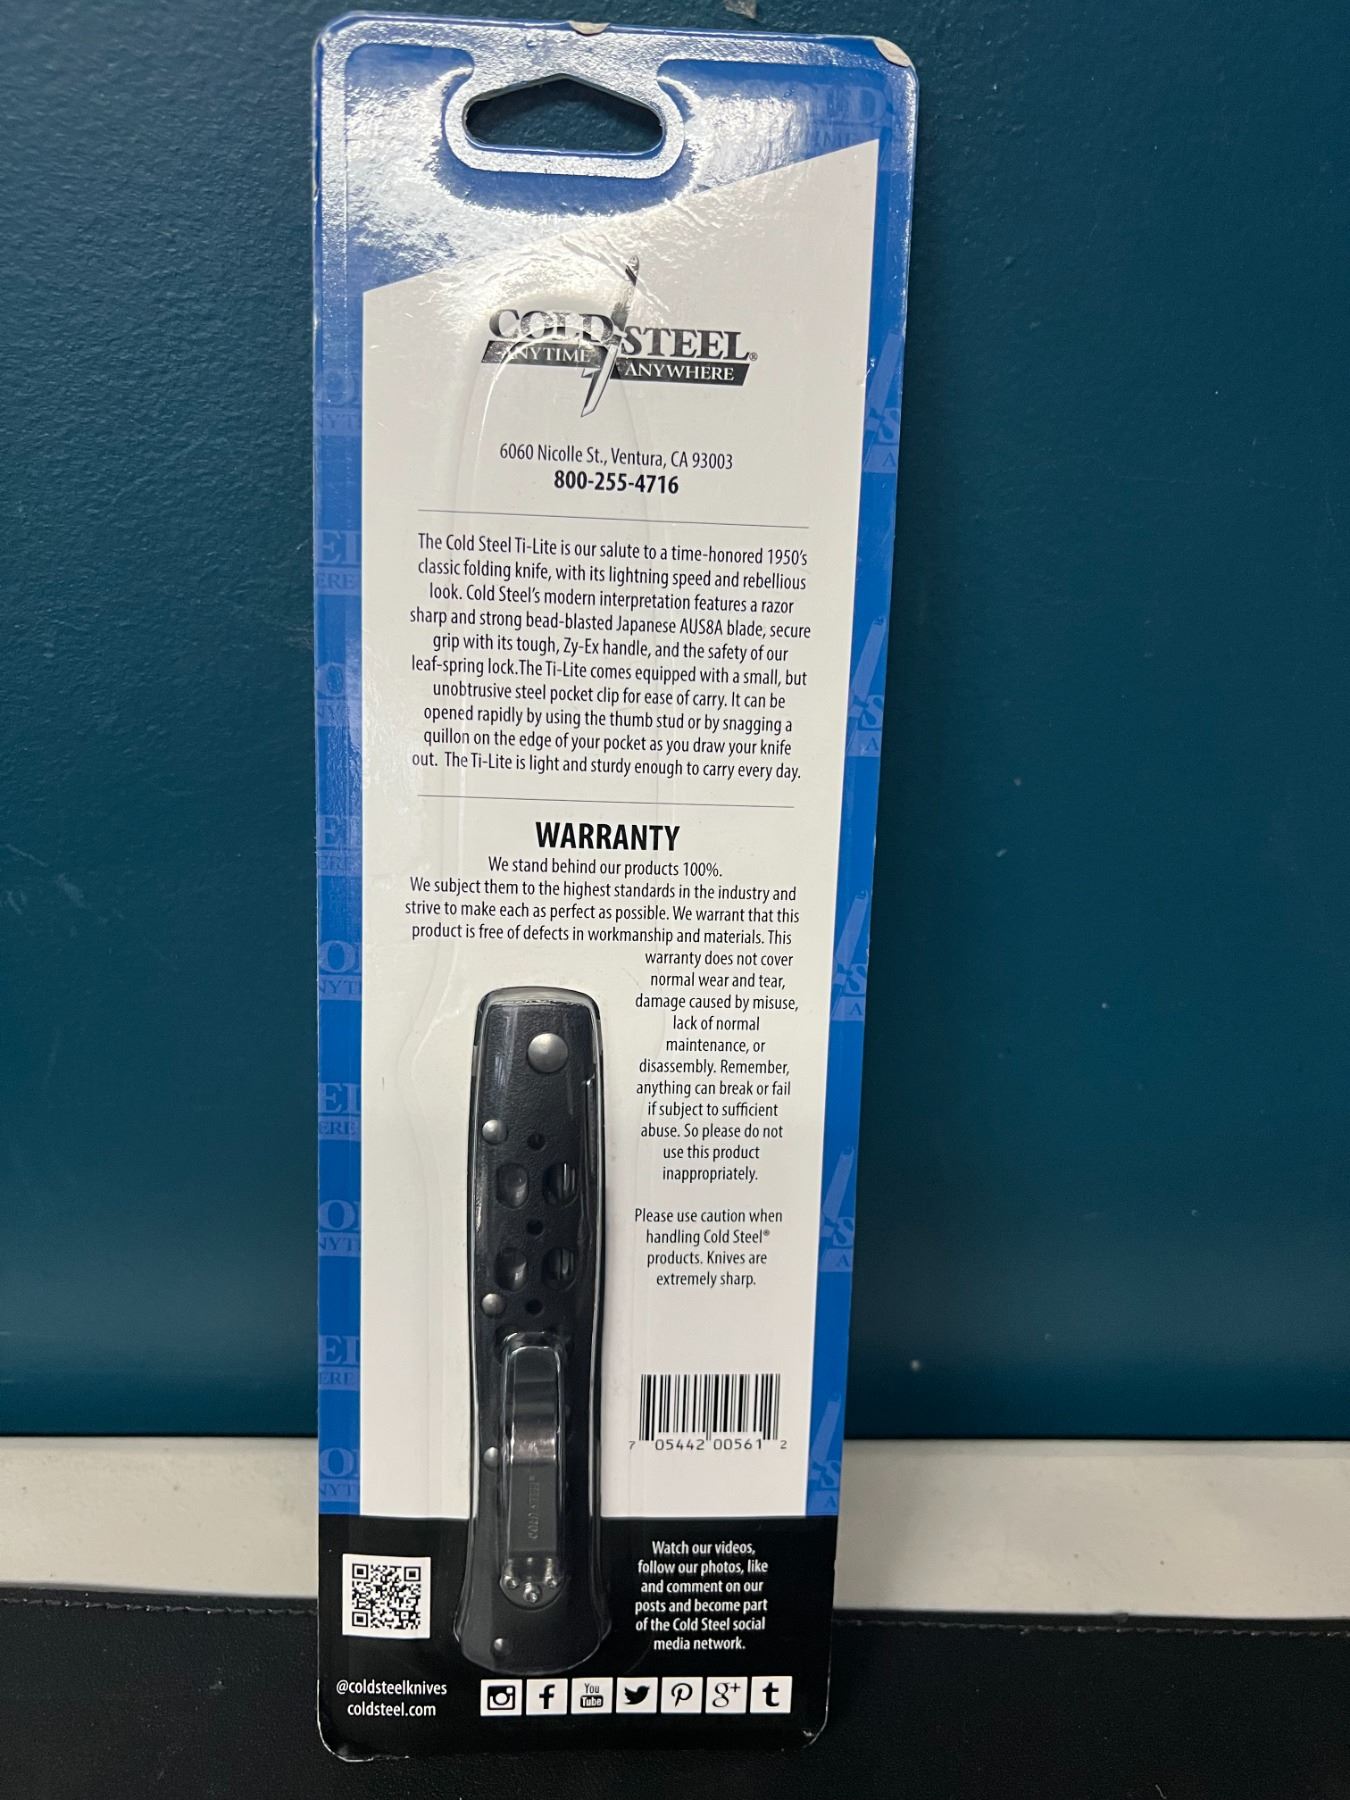 COLD STEEL®
ANYTIME ANYWHERE
6060 Nicolle St., Ventura, CA 93003
800-255-4716
The Cold Steel Ti-Lite is our salute to a time-honored 1950's
classic folding knife, with its lightning speed and rebellious
look. Cold Steel's modern interpretation features a razor
sharp and strong bead-blasted Japanese AUS8A blade, secure
grip with its tough, Zy-Ex handle, and the safety of our
leaf-spring lock.The Ti-Lite comes equipped with a small, but
unobtrusive steel pocket clip for ease of carry. It can be
opened rapidly by using the thumb stud or by snagging a
quillon on the edge of your pocket as you draw your knife
out. The Ti-Lite is light and sturdy enough to carry every day.
WARRANTY
We stand behind our products 100%.
We subject them to the highest standards in the industry and
strive to make each as perfect as possible. We warrant that this
product is free of defects in workmanship and materials. This
warranty does not cover
normal wear and tear,
damage caused by misuse,
lack of normal
maintenance, or
disassembly. Remember,
anything can break or fail
if subject to sufficient
abuse. So please do not
use this product
inappropriately.
Please use caution when
handling Cold Steel®
products. Knives are
extremely sharp.
7 05442 00561 2
COLD STEEL®
Watch our videos,
follow our photos, like
and comment on our
posts and become part
of the Cold Steel social
media network.
@coldsteelknives
coldsteel.com
You Tube
g+
t